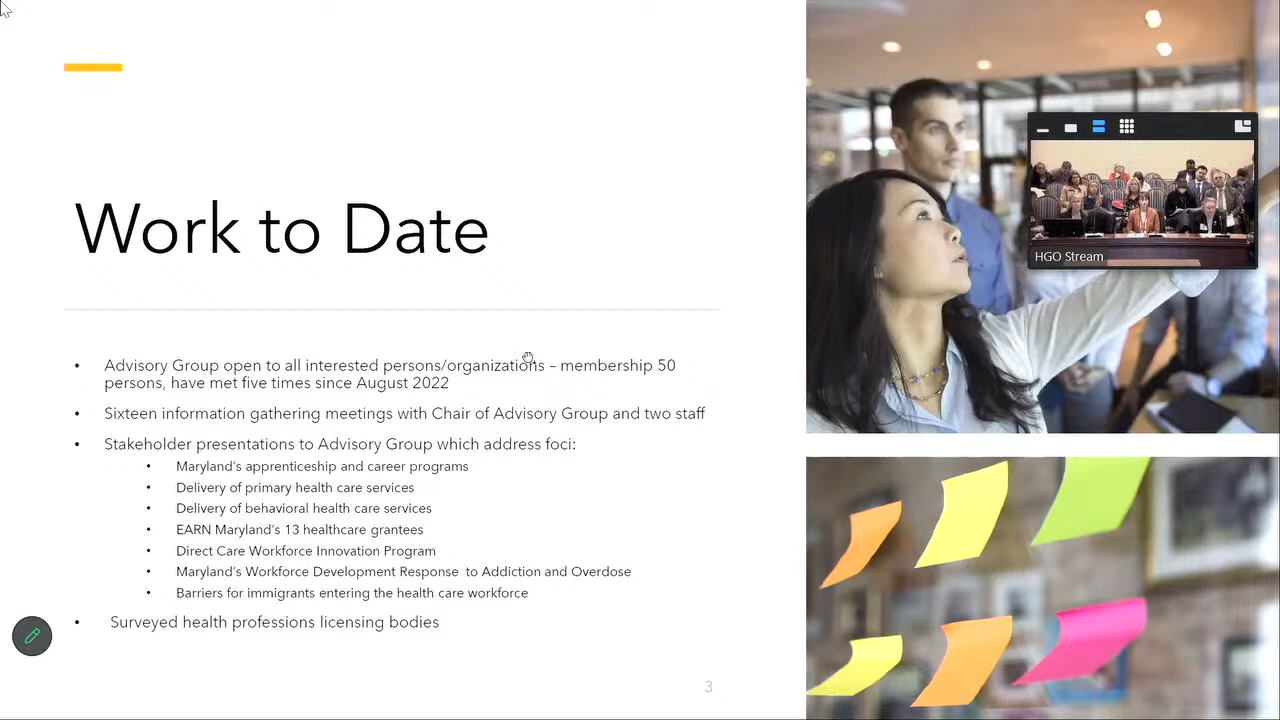 Work to Date
• Advisory Group open to all interested persons/organizations – membership 50
persons, have met five times since August 2022
• Sixteen information gathering meetings with Chair of Advisory Group and two staff
• Stakeholder presentations to Advisory Group which address foci:
• Maryland's apprenticeship and career programs
• Delivery of primary health care services
• Delivery of behavioral health care services
• EARN Maryland's 13 healthcare grantees
• Direct Care Workforce Innovation Program
• Maryland's Workforce Development Response to Addiction and Overdose
• Barriers for immigrants entering the health care workforce
• Surveyed health professions licensing bodies
3
HGO Stream